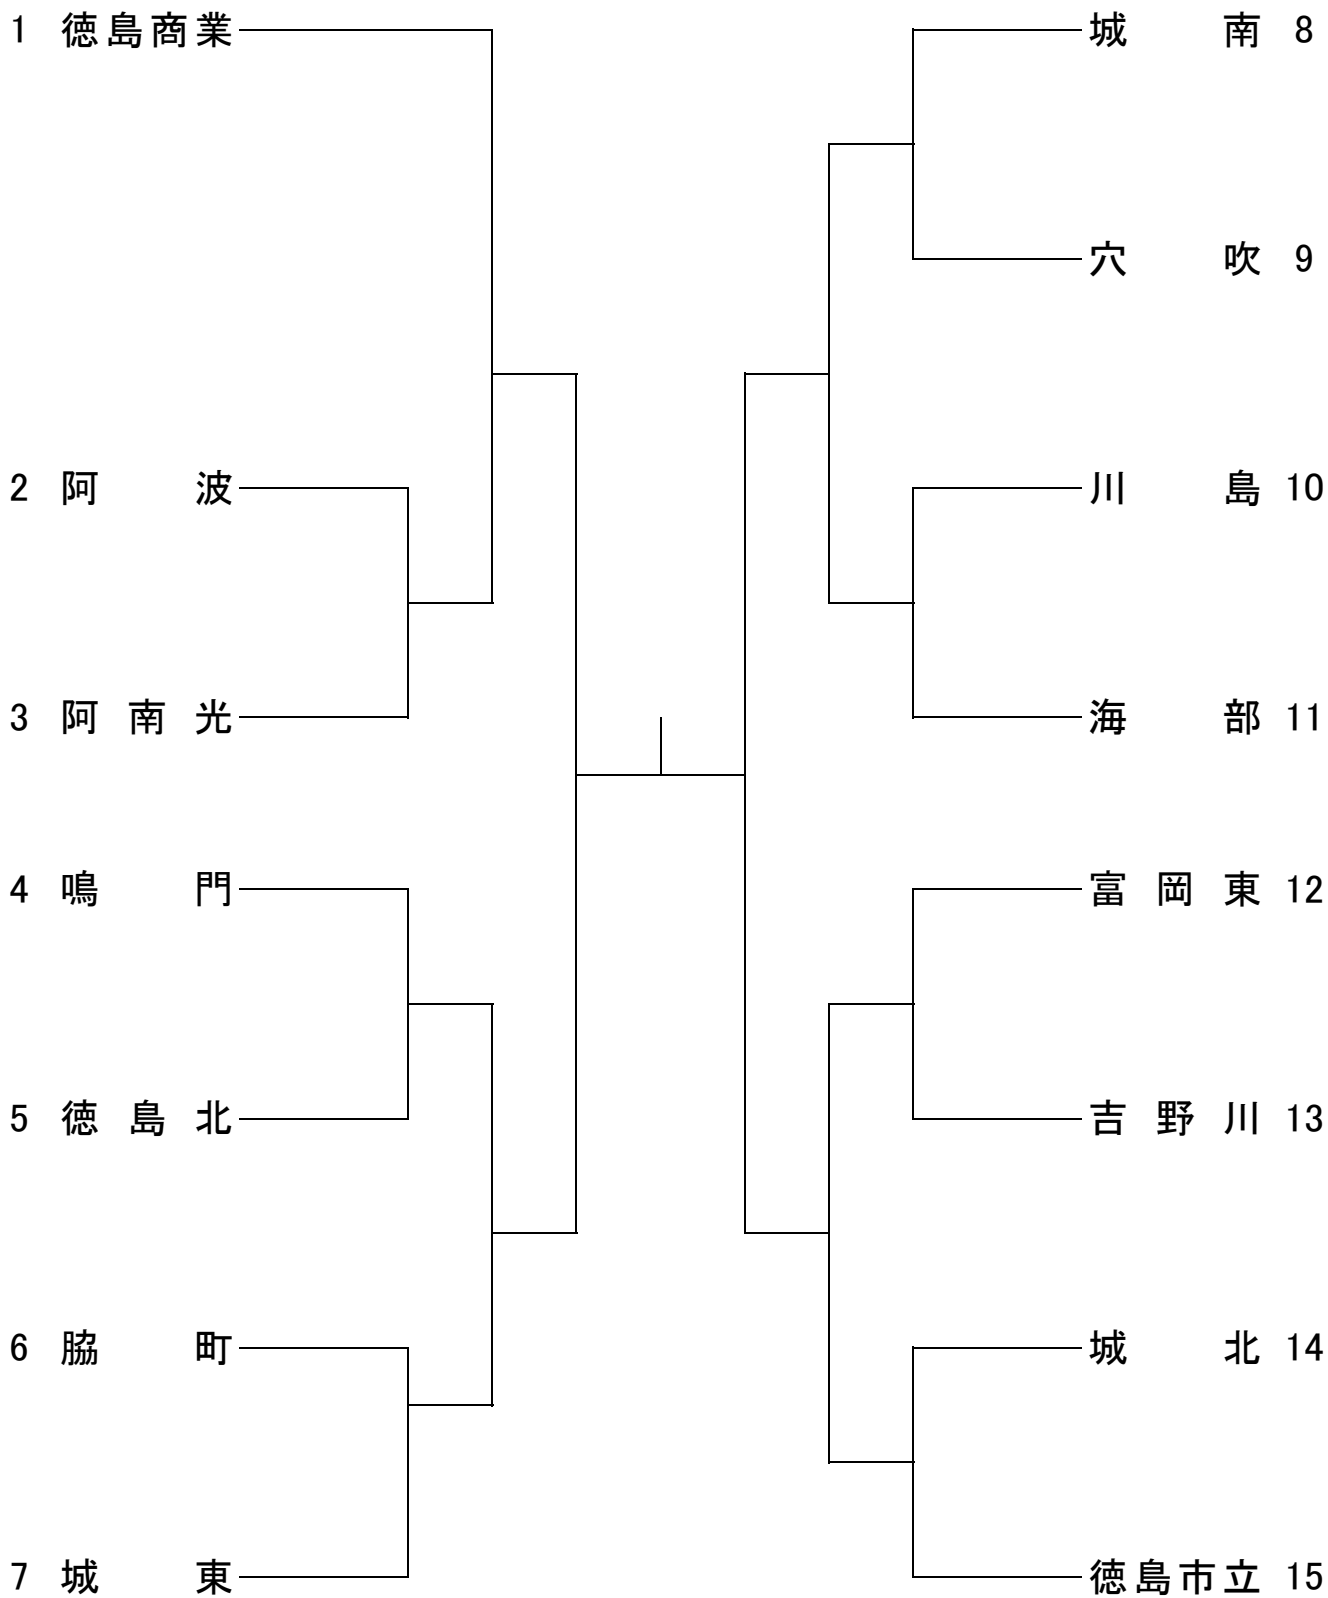 1 徳島商業
2 阿波
3 阿南光
4 鳴門
5 徳島北
6 脇町
7 城東
城南 8
穴吹 9
川島 10
海部 11
富岡東 12
吉野川 13
城北 14
徳島市立 15